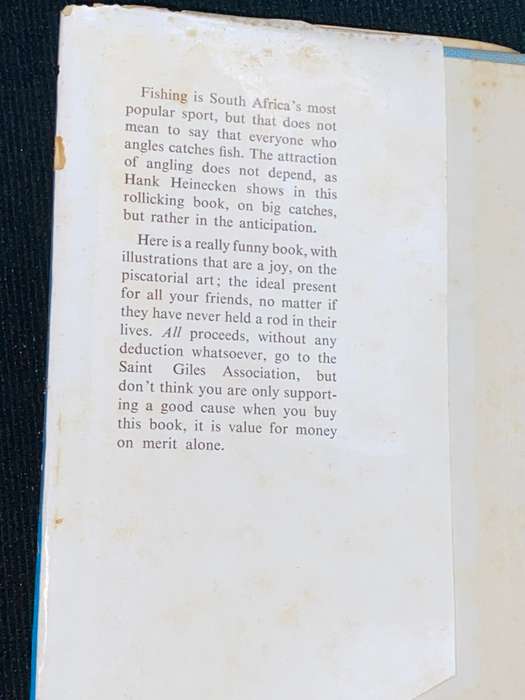 Fishing is South Africa's most
popular sport, but that does not
mean to say that everyone who
angles catches fish. The attraction
of angling does not depend, as
Hank Heinecken shows in this
rollicking book, on big catches,
but rather in the anticipation.
Here is a really funny book, with
illustrations that are a joy, on the
piscatorial art; the ideal present
for all your friends, no matter if
they have never held a rod in their
lives. All proceeds, without any
deduction whatsoever, go to the
Saint Giles Association, but
don't think you are only support-
ing a good cause when you buy
this book, it is value for money
on merit alone.